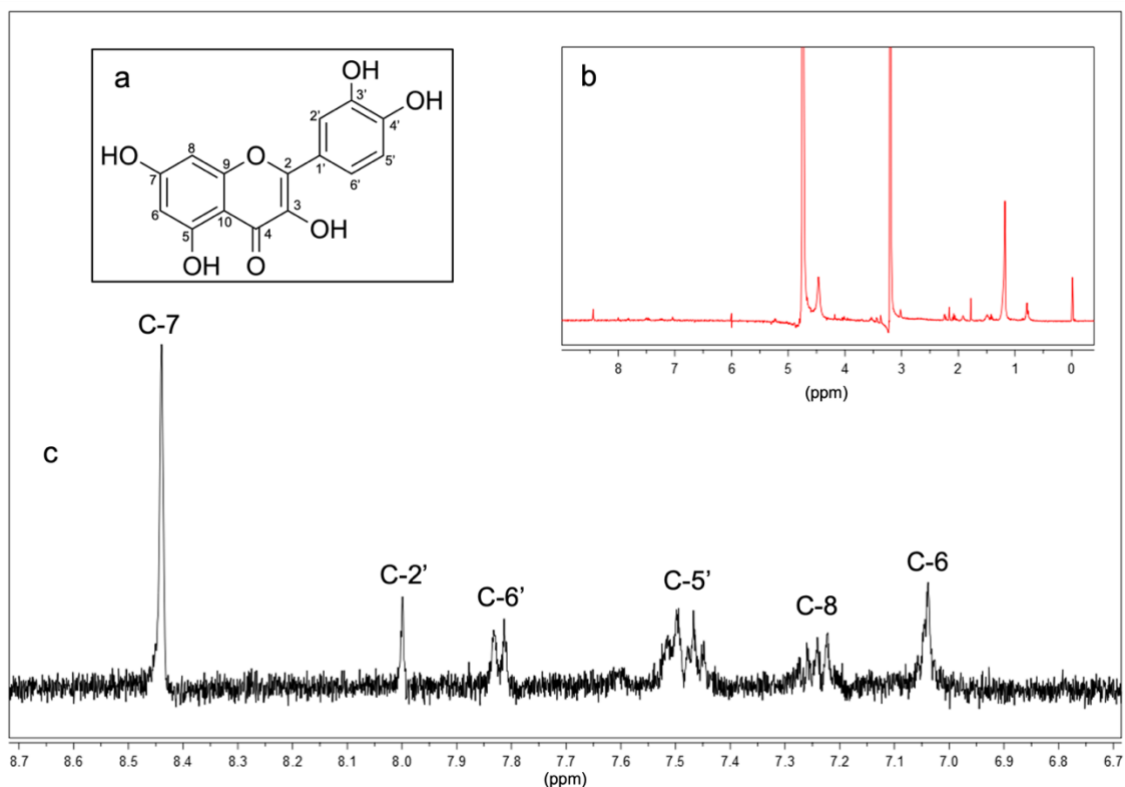 a
OH
OH
3'
2'
4'
HO
8
O
5'
9
2
1'
7
6'
6
10
3
5
4
OH
OH
O
b
8 7 6 5 4 3 2 1 0
(ppm)
C-7
c
C-2’
C-6’
C-5’
C-8
C-6
8.7 8.6 8.5 8.4 8.3 8.2 8.1 8.0 7.9 7.8 7.7 7.6 7.5 7.4 7.3 7.2 7.1 7.0 6.9 6.8 6.7
(ppm)